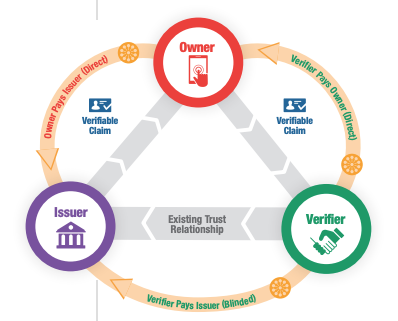 Owner
Owner Pays Issuer (Direct)
Verifier Pays Owner (Direct)
Verifiable
Claim
Verifiable
Claim
Issuer
Existing Trust
Relationship
Verifier
Verifier Pays Issuer (Blinded)